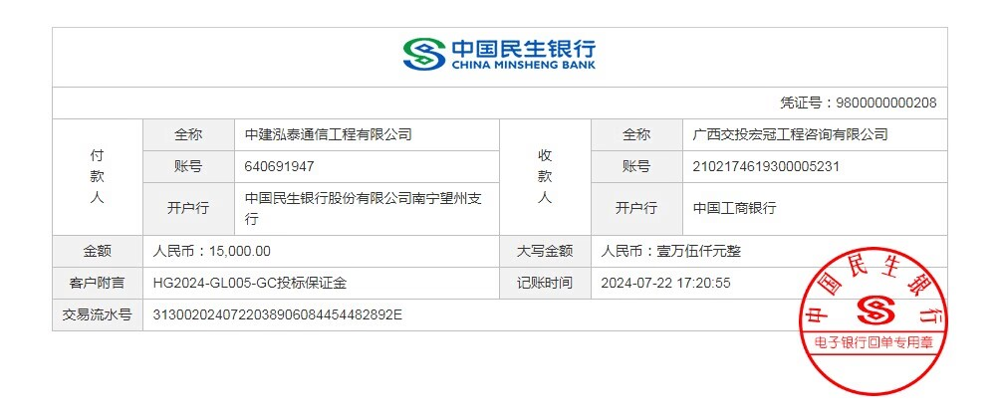 中国民生银行
CHINA MINSHENG BANK
凭证号：9800000000208
付款人
全称 中建泓泰通信工程有限公司
收款人
全称 广西交投宏冠工程咨询有限公司
账号 640691947
账号 2102174619300005231
开户行 中国民生银行股份有限公司南宁望州支
行
开户行 中国工商银行
金额 人民币：15,000.00 大写金额 人民币：壹万伍仟元整
客户附言 HG2024-GL005-GC投标保证金 记账时间 2024-07-22 17:20:55
交易流水号 31300202407220389060844544828​92E
中国民生银行
电子银行回单专用章